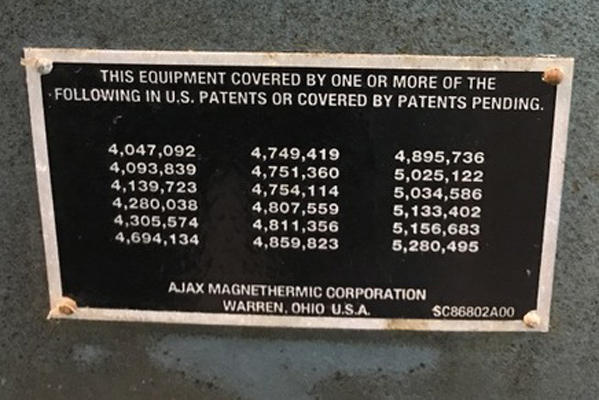 THIS EQUIPMENT COVERED BY ONE OR MORE OF THE
FOLLOWING IN U.S. PATENTS OR COVERED BY PATENTS PENDING.
4,047,092 4,749,419 4,895,736
4,093,839 4,751,360 5,025,122
4,139,723 4,754,114 5,034,586
4,280,038 4,807,559 5,133,402
4,305,574 4,811,356 5,156,683
4,694,134 4,859,823 5,280,495
AJAX MAGNETHERMIC CORPORATION
WARREN, OHIO U.S.A. SC86802A00